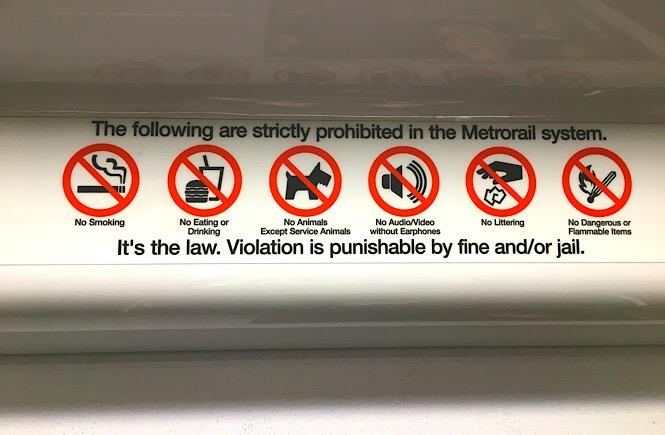 The following are strictly prohibited in the Metrorail system.
No Smoking
No Eating or
Drinking
No Animals
Except Service Animals
No Audio/Video
without Earphones
No Littering
No Dangerous or
Flammable Items
It's the law. Violation is punishable by fine and/or jail.